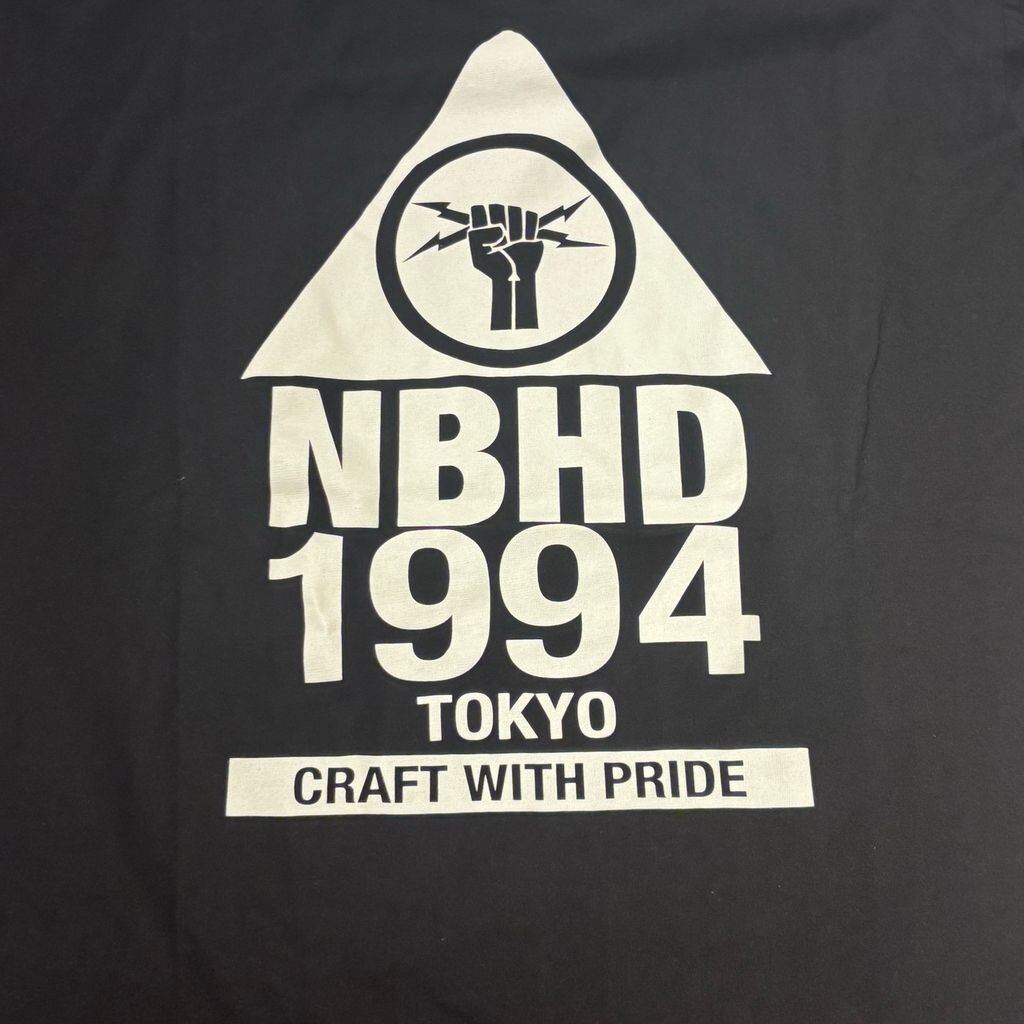 NBHD
1994
TOKYO
CRAFT WITH PRIDE